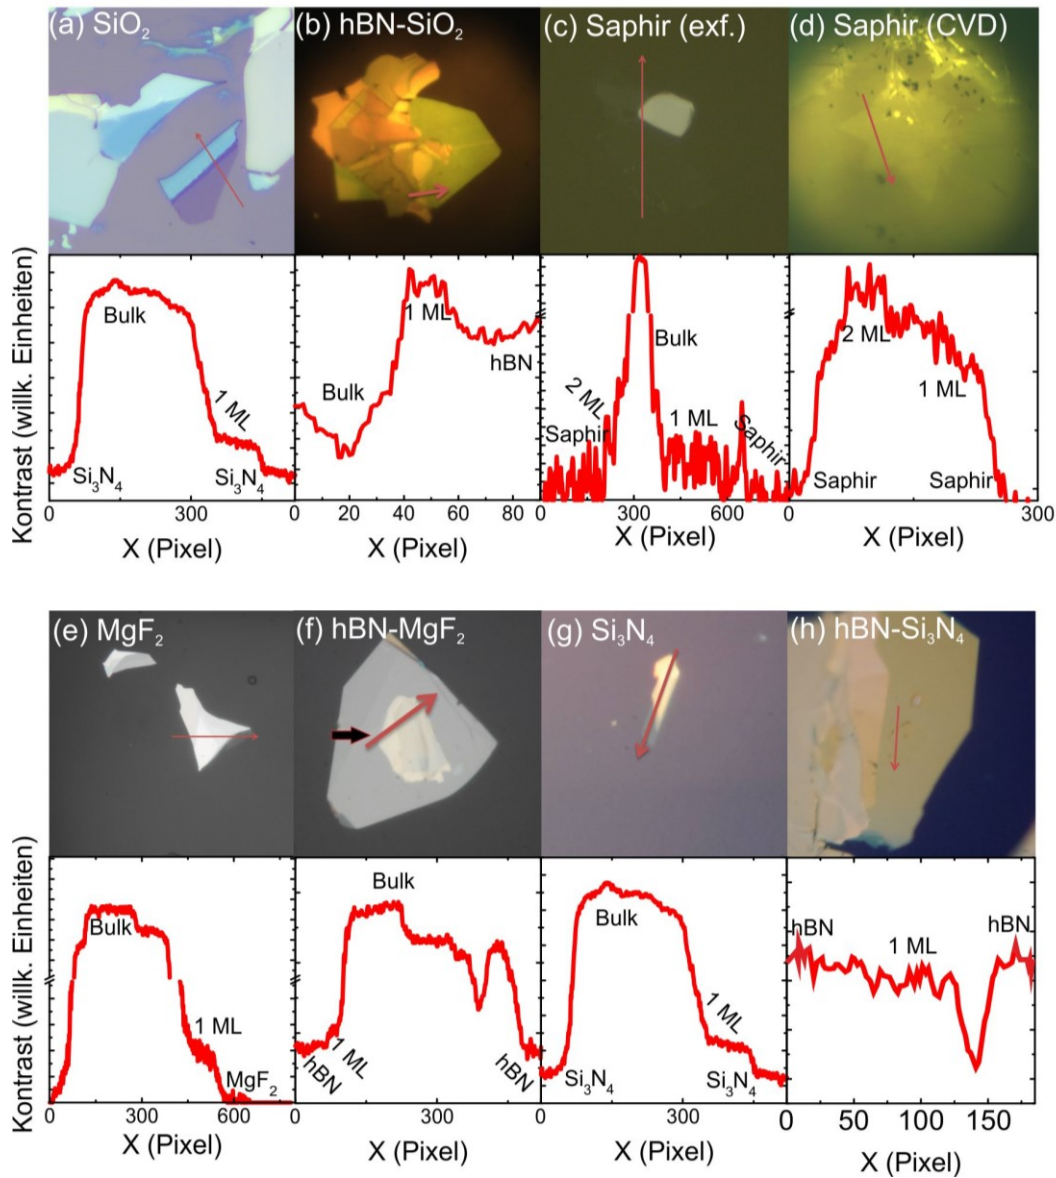 (a) SiO₂
(b) hBN-SiO₂
(c) Saphir (exf.)
(d) Saphir (CVD)
Kontrast (willk. Einheiten)
Bulk
1 ML
Si₃N₄
Si₃N₄
0
300
X (Pixel)
Bulk
1 ML
hBN
0
20
40
60
80
X (Pixel)
Saphir
2 ML
Bulk
1 ML
Saphir
0
300
600
X (Pixel)
2 ML
1 ML
Saphir
Saphir
0
300
X (Pixel)
(e) MgF₂
(f) hBN-MgF₂
(g) Si₃N₄
(h) hBN-Si₃N₄
Kontrast (willk. Einheiten)
Bulk
1 ML
MgF₂
0
300
600
X (Pixel)
Bulk
hBN
1 ML
hBN
300
X (Pixel)
Bulk
1 ML
Si₃N₄
Si₃N₄
0
300
X (Pixel)
hBN
1 ML
hBN
0
50
100
150
X (Pixel)